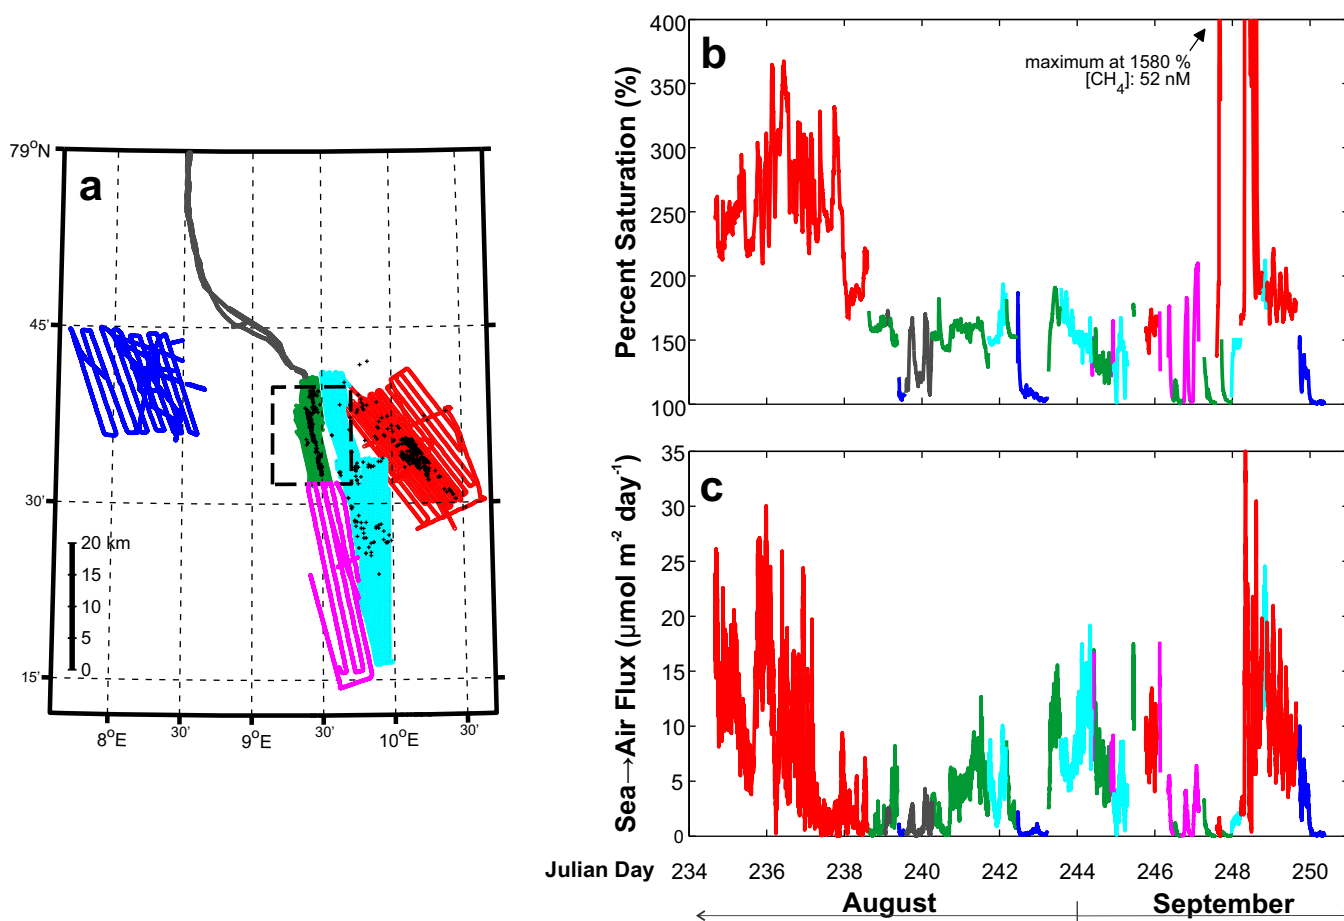 a
79°N
45'
30'
15'
20 km
15
10
5
0
8°E
30'
9°E
30'
10°E
30'
b
Percent Saturation (%)
400
350
300
250
200
150
100
maximum at 1580 %
[CH₄]: 52 nM
c
Sea→Air Flux (μmol m⁻² day⁻¹)
35
30
25
20
15
10
5
0
Julian Day 234 236 238 240 242 244 246 248 250
August September